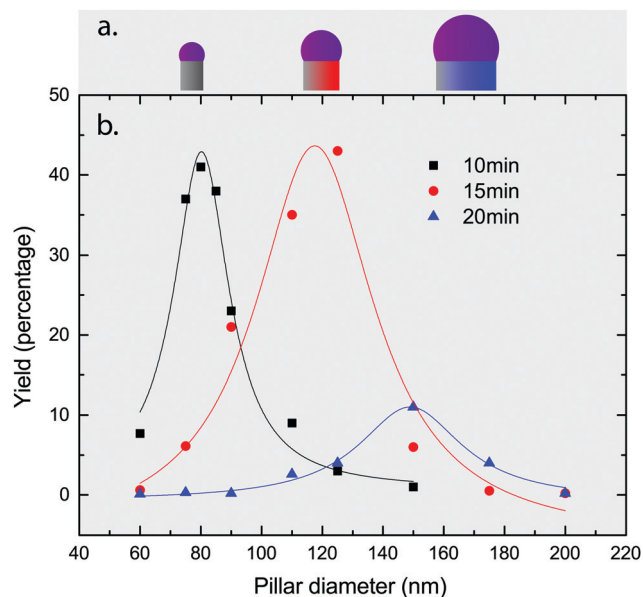 a.
b.
10min
15min
20min
Yield (percentage)
50
40
30
20
10
0
40 60 80 100 120 140 160 180 200 220
Pillar diameter (nm)